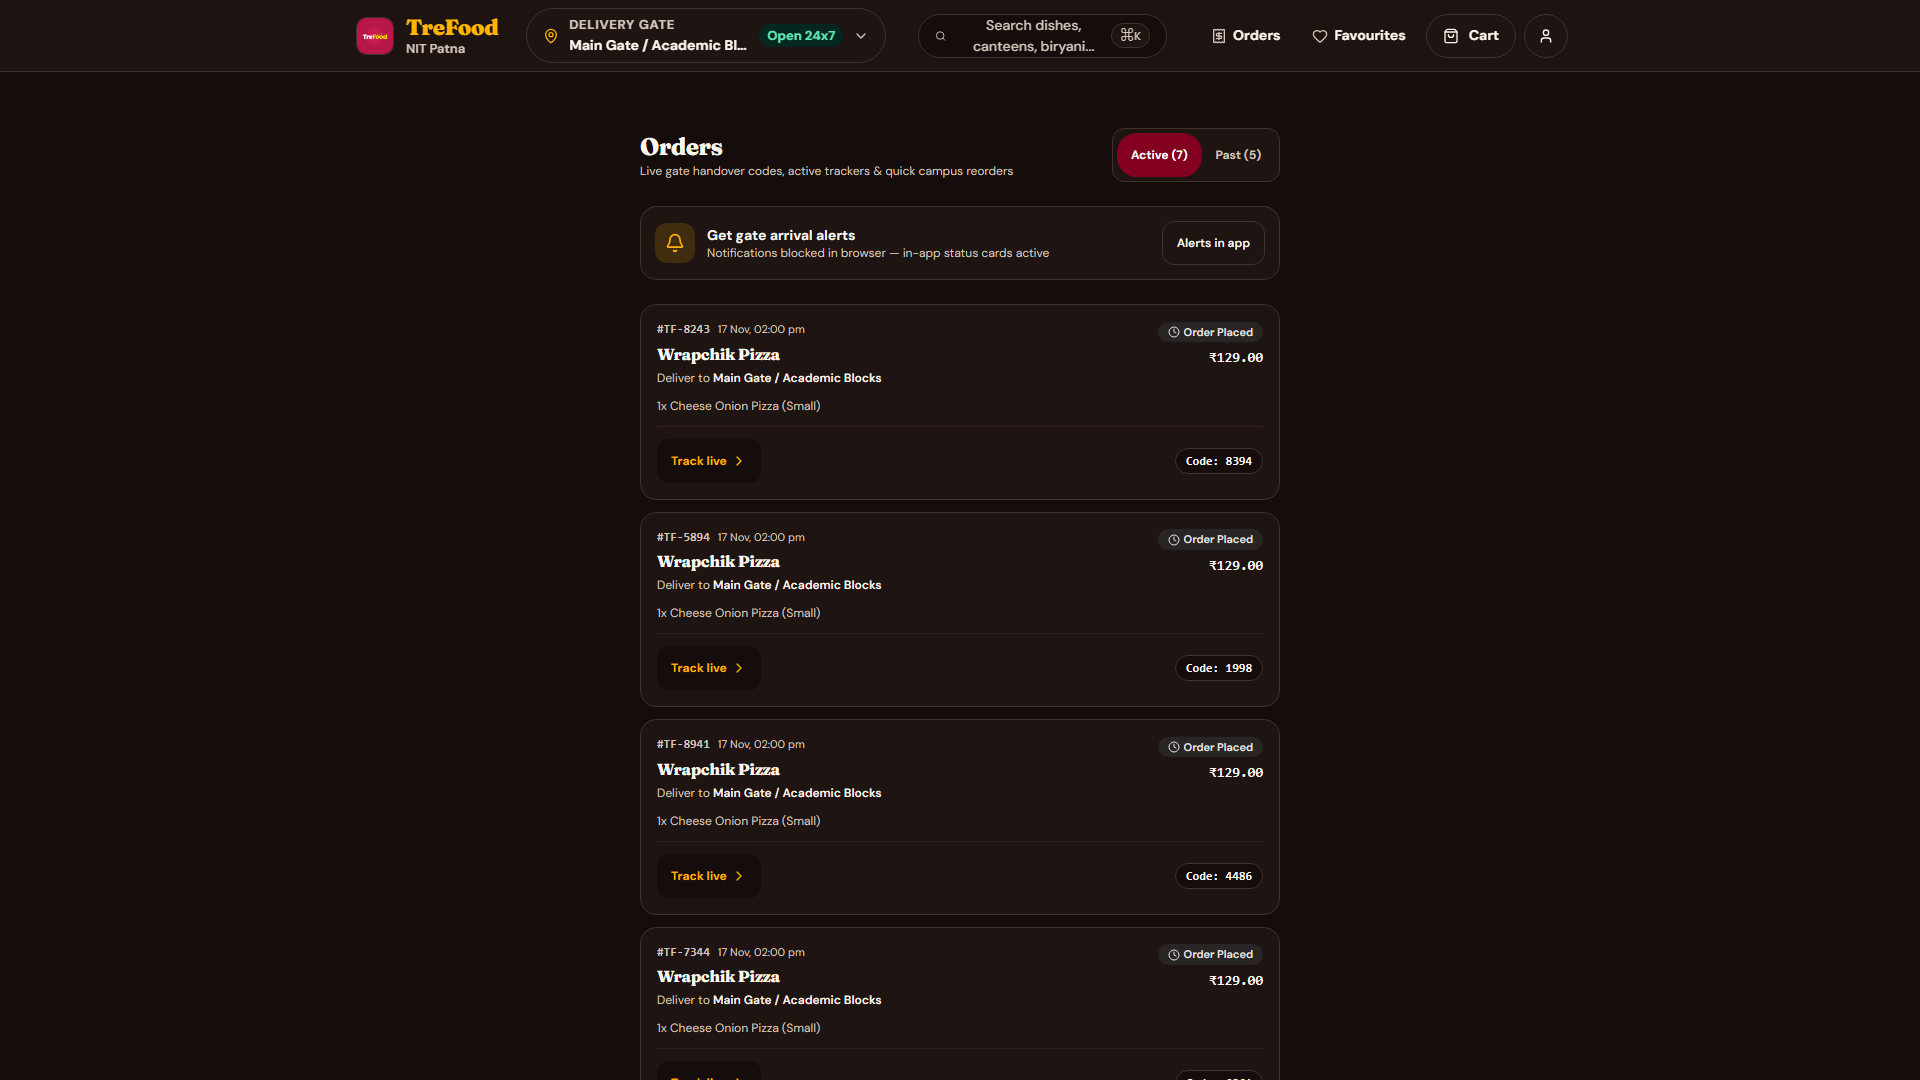 TreFood
TreFood
NIT Patna
DELIVERY GATE
Main Gate / Academic Bl...
Open 24x7
Search dishes,
canteens, biryani...
⌘K
Orders
Favourites
Cart
Orders
Live gate handover codes, active trackers & quick campus reorders
Active (7)
Past (5)
Get gate arrival alerts
Notifications blocked in browser — in-app status cards active
Alerts in app
#TF-8243 17 Nov, 02:00 pm
Order Placed
Wrapchik Pizza
₹129.00
Deliver to Main Gate / Academic Blocks
1x Cheese Onion Pizza (Small)
Track live
Code: 8394
#TF-5894 17 Nov, 02:00 pm
Order Placed
Wrapchik Pizza
₹129.00
Deliver to Main Gate / Academic Blocks
1x Cheese Onion Pizza (Small)
Track live
Code: 1998
#TF-8941 17 Nov, 02:00 pm
Order Placed
Wrapchik Pizza
₹129.00
Deliver to Main Gate / Academic Blocks
1x Cheese Onion Pizza (Small)
Track live
Code: 4486
#TF-7344 17 Nov, 02:00 pm
Order Placed
Wrapchik Pizza
₹129.00
Deliver to Main Gate / Academic Blocks
1x Cheese Onion Pizza (Small)